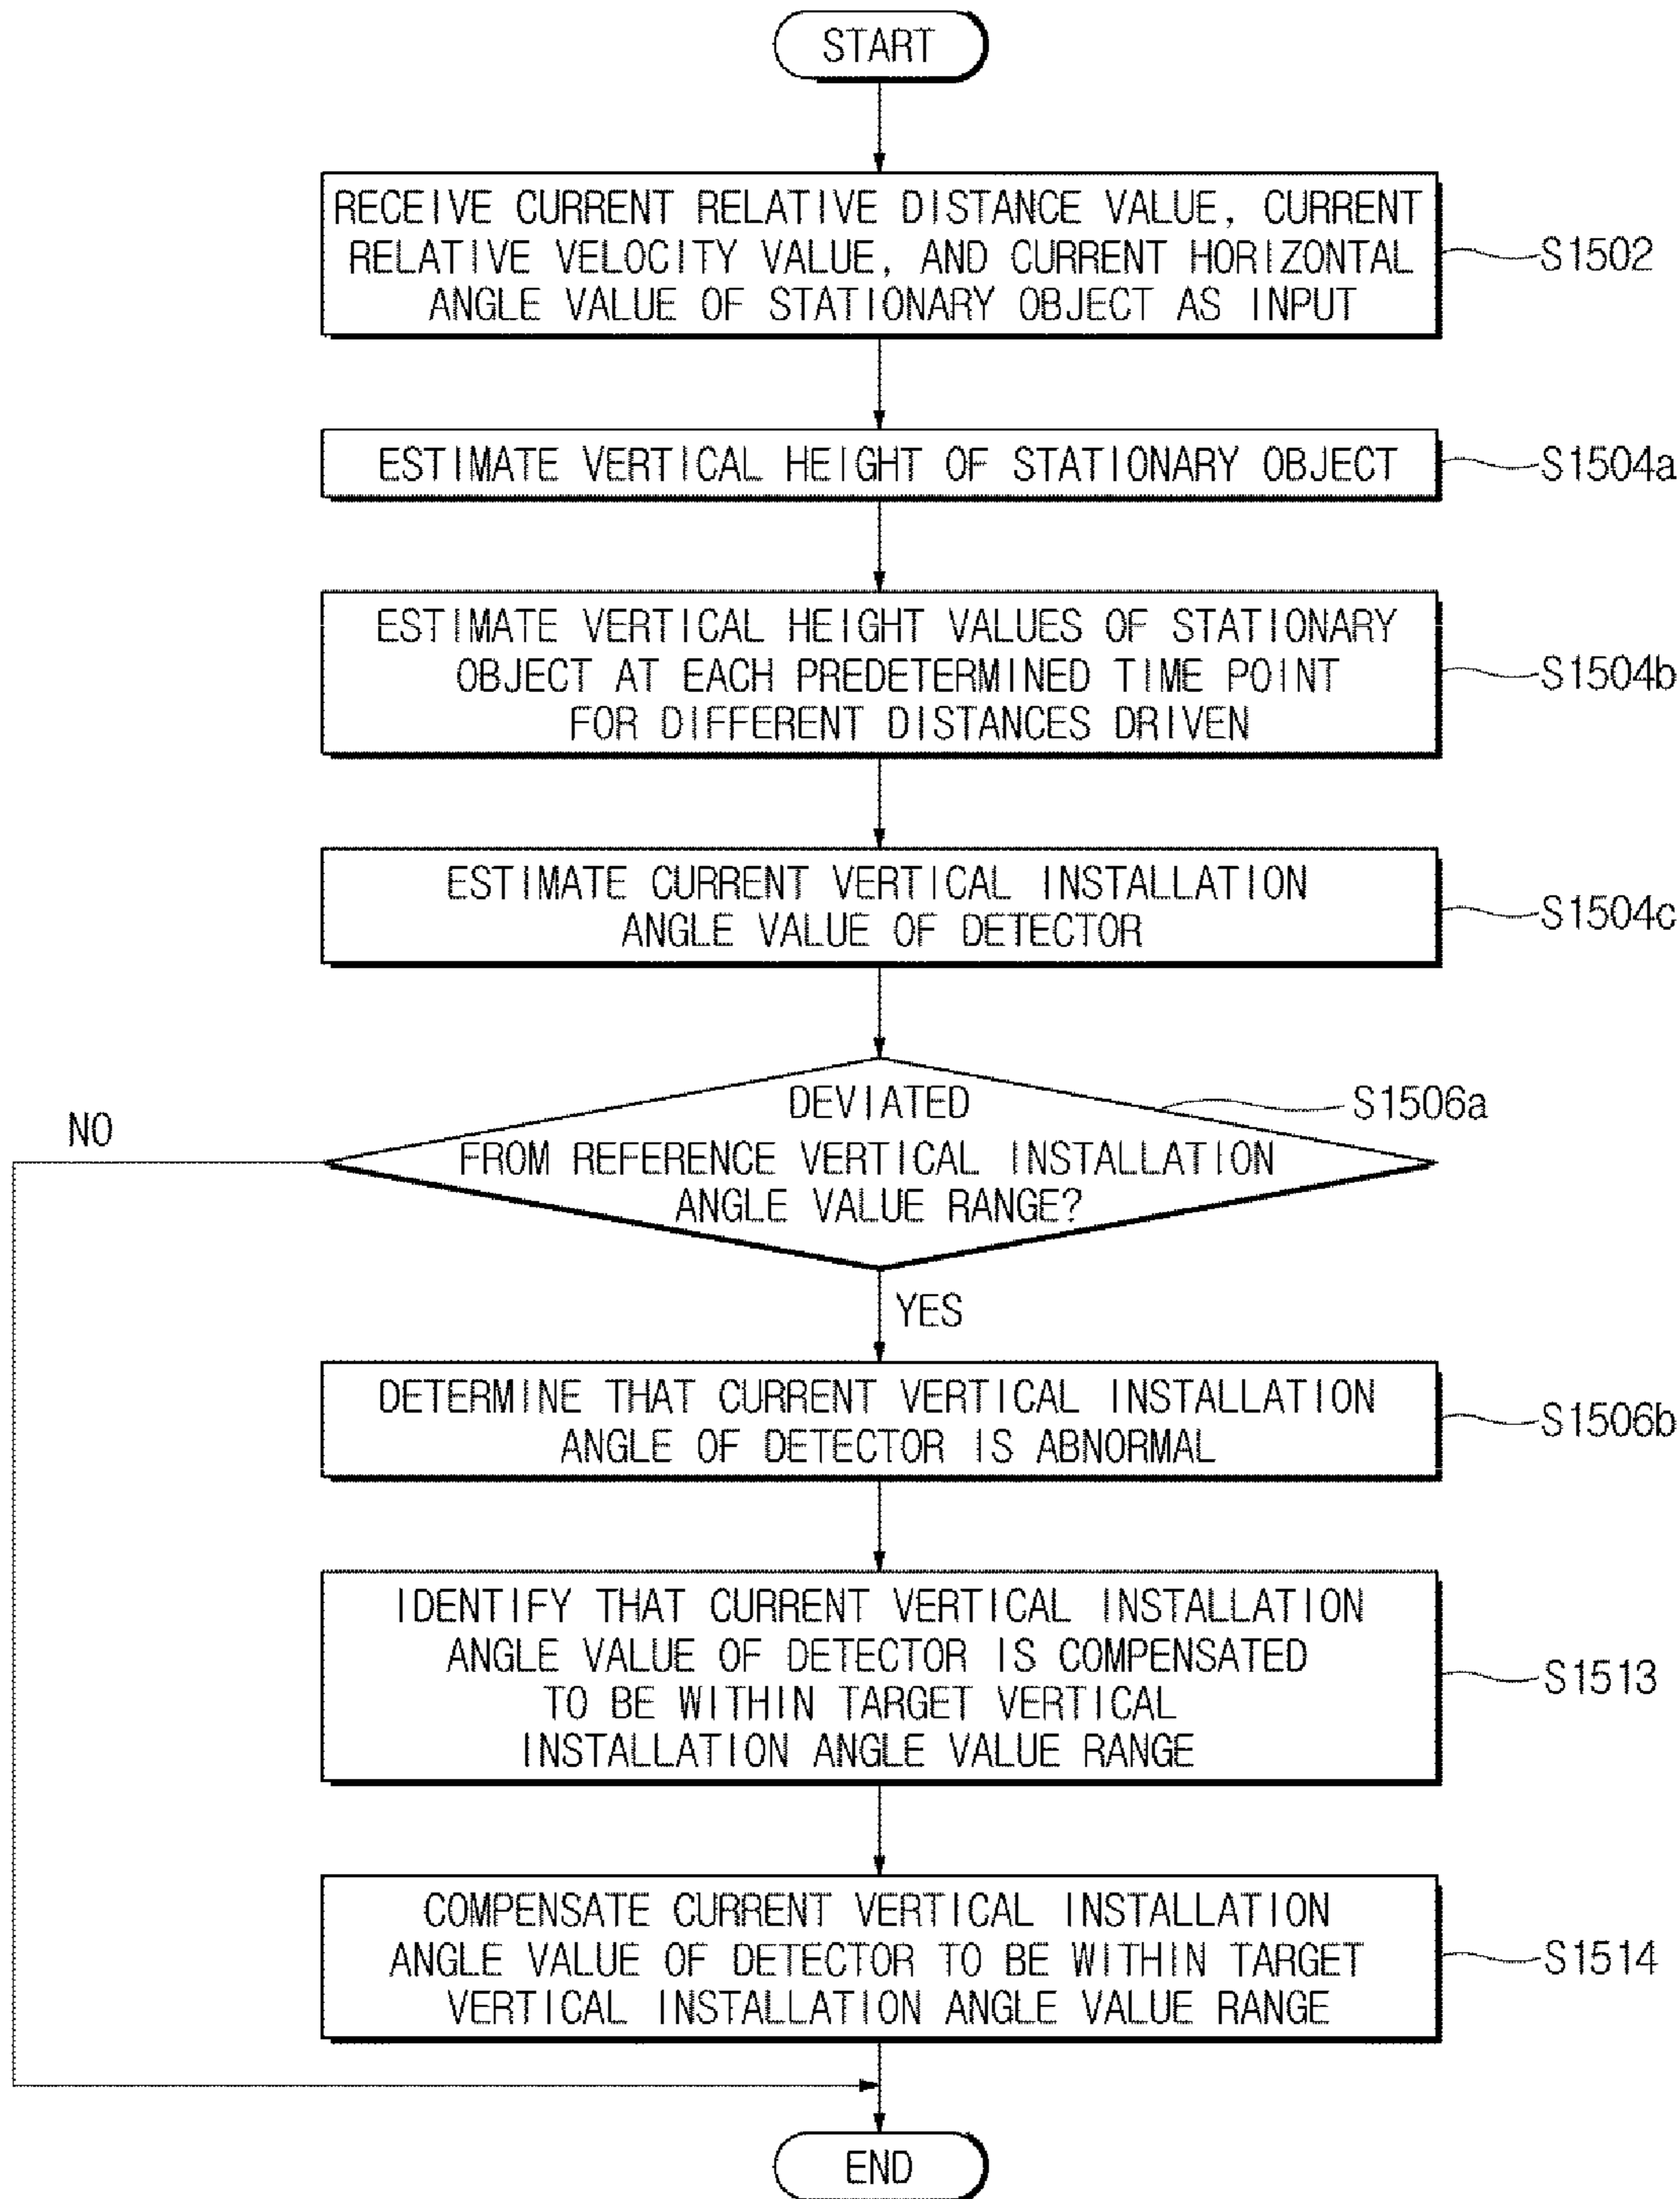 START
RECEIVE CURRENT RELATIVE DISTANCE VALUE, CURRENT
RELATIVE VELOCITY VALUE, AND CURRENT HORIZONTAL
ANGLE VALUE OF STATIONARY OBJECT AS INPUT
S1502
ESTIMATE VERTICAL HEIGHT OF STATIONARY OBJECT
S1504a
ESTIMATE VERTICAL HEIGHT VALUES OF STATIONARY
OBJECT AT EACH PREDETERMINED TIME POINT
FOR DIFFERENT DISTANCES DRIVEN
S1504b
ESTIMATE CURRENT VERTICAL INSTALLATION
ANGLE VALUE OF DETECTOR
S1504c
DEVIATED
FROM REFERENCE VERTICAL INSTALLATION
ANGLE VALUE RANGE?
S1506a
NO
YES
DETERMINE THAT CURRENT VERTICAL INSTALLATION
ANGLE OF DETECTOR IS ABNORMAL
S1506b
IDENTIFY THAT CURRENT VERTICAL INSTALLATION
ANGLE VALUE OF DETECTOR IS COMPENSATED
TO BE WITHIN TARGET VERTICAL
INSTALLATION ANGLE VALUE RANGE
S1513
COMPENSATE CURRENT VERTICAL INSTALLATION
ANGLE VALUE OF DETECTOR TO BE WITHIN TARGET
VERTICAL INSTALLATION ANGLE VALUE RANGE
S1514
END